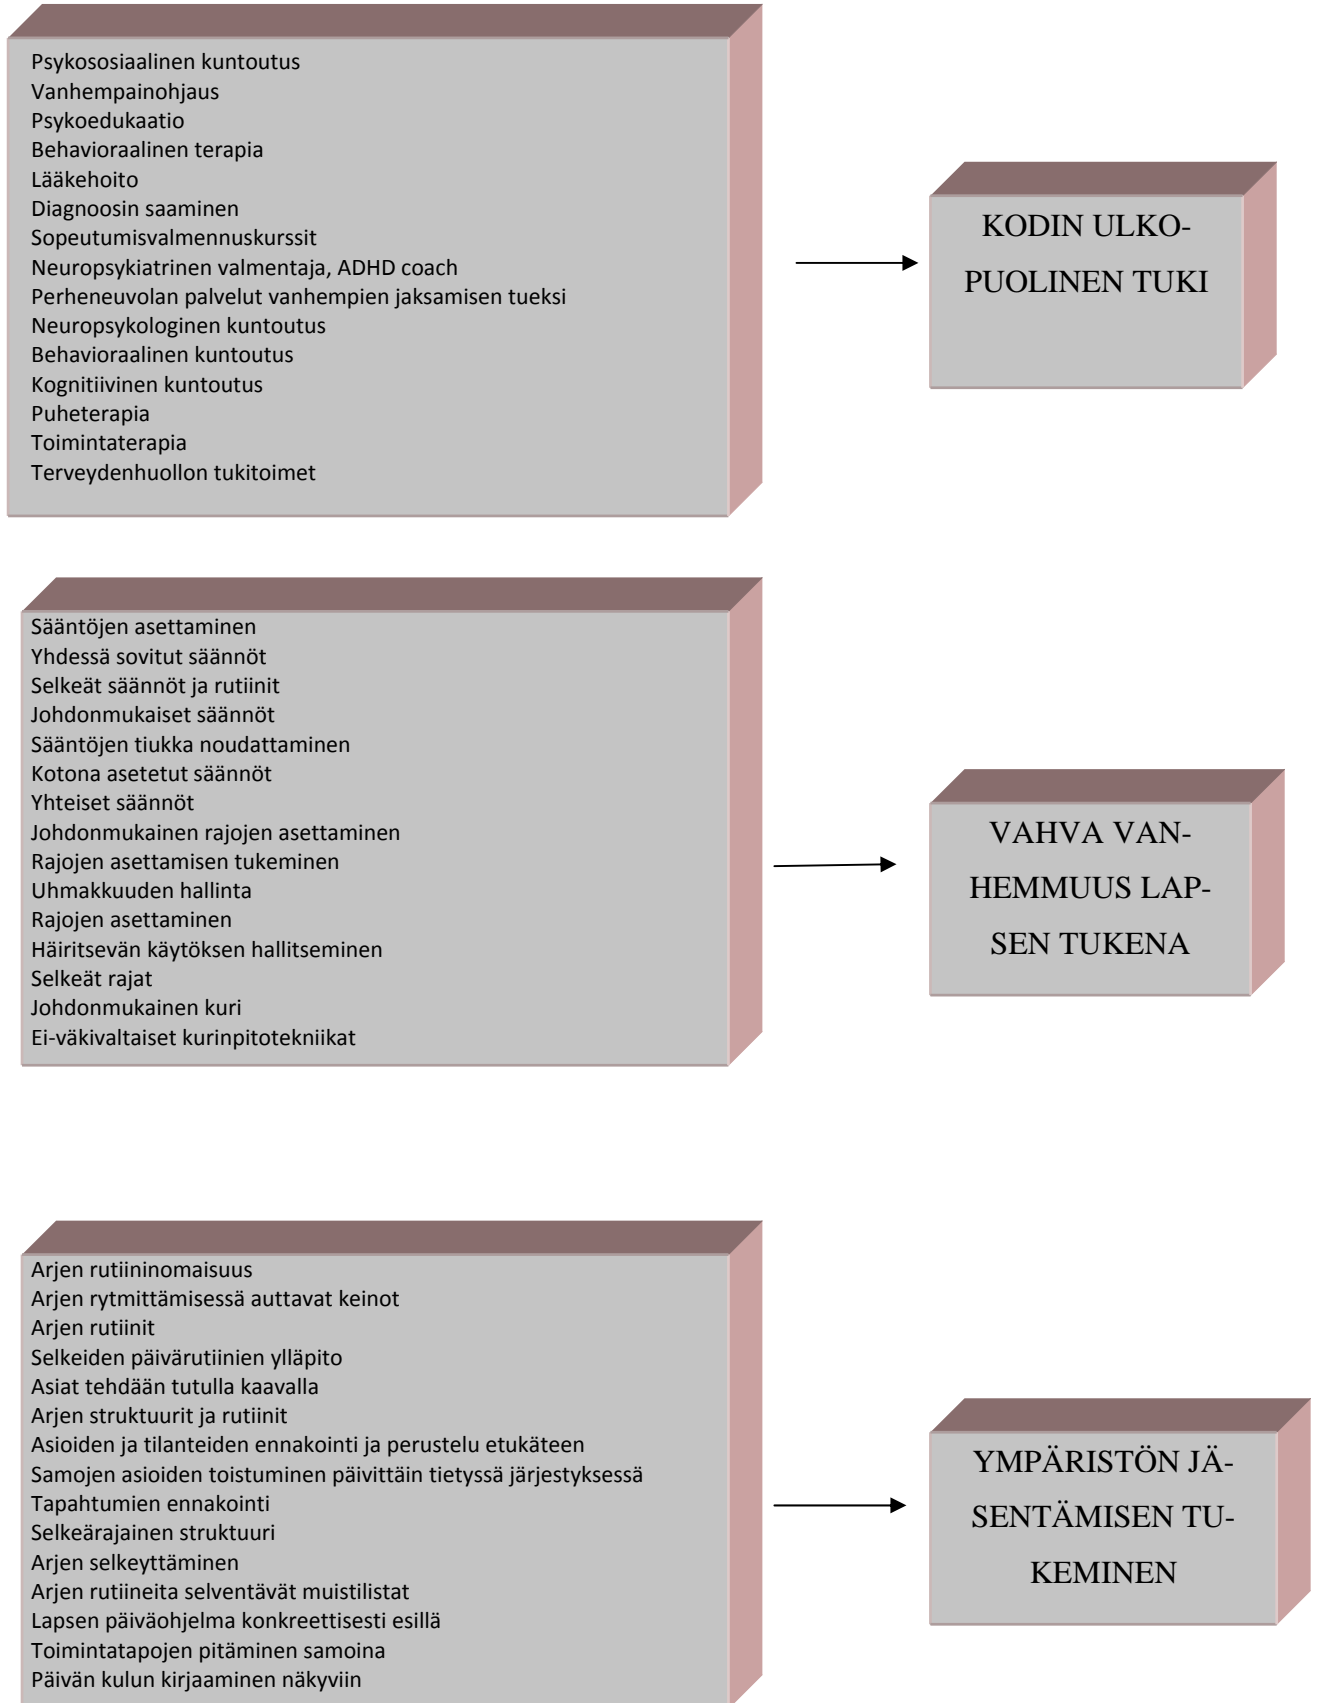 Psykososiaalinen kuntoutus
Vanhempainohjaus
Psykoedukaatio
Behavioraalinen terapia
Lääkehoito
Diagnoosin saaminen
Sopeutumisvalmennuskurssit
Neuropsykiatrinen valmentaja, ADHD coach
Perheneuvolan palvelut vanhempien jaksamisen tueksi
Neuropsykologinen kuntoutus
Behavioraalinen kuntoutus
Kognitiivinen kuntoutus
Puheterapia
Toimintaterapia
Terveydenhuollon tukitoimet
KODIN ULKO-
PUOLINEN TUKI
Sääntöjen asettaminen
Yhdessä sovitut säännöt
Selkeät säännöt ja rutiinit
Johdonmukaiset säännöt
Sääntöjen tiukka noudattaminen
Kotona asetetut säännöt
Yhteiset säännöt
Johdonmukainen rajojen asettaminen
Rajojen asettamisen tukeminen
Uhmakkuuden hallinta
Rajojen asettaminen
Häiritsevän käytöksen hallitseminen
Selkeät rajat
Johdonmukainen kuri
Ei-väkivaltaiset kurinpitotekniikat
VAHVA VAN-
HEMMUUS LAP-
SEN TUKENA
Arjen rutiininomaisuus
Arjen rytmittämisessä auttavat keinot
Arjen rutiinit
Selkeiden päivärutiinien ylläpito
Asiat tehdään tutulla kaavalla
Arjen struktuurit ja rutiinit
Asioiden ja tilanteiden ennakointi ja perustelu etukäteen
Samojen asioiden toistuminen päivittäin tietyssä järjestyksessä
Tapahtumien ennakointi
Selkeärajainen struktuuri
Arjen selkeyttäminen
Arjen rutiineita selventävät muistilistat
Lapsen päiväohjelma konkreettisesti esillä
Toimintatapojen pitäminen samoina
Päivän kulun kirjaaminen näkyviin
YMPÄRISTÖN JÄ-
SENTÄMISEN TU-
KEMINEN